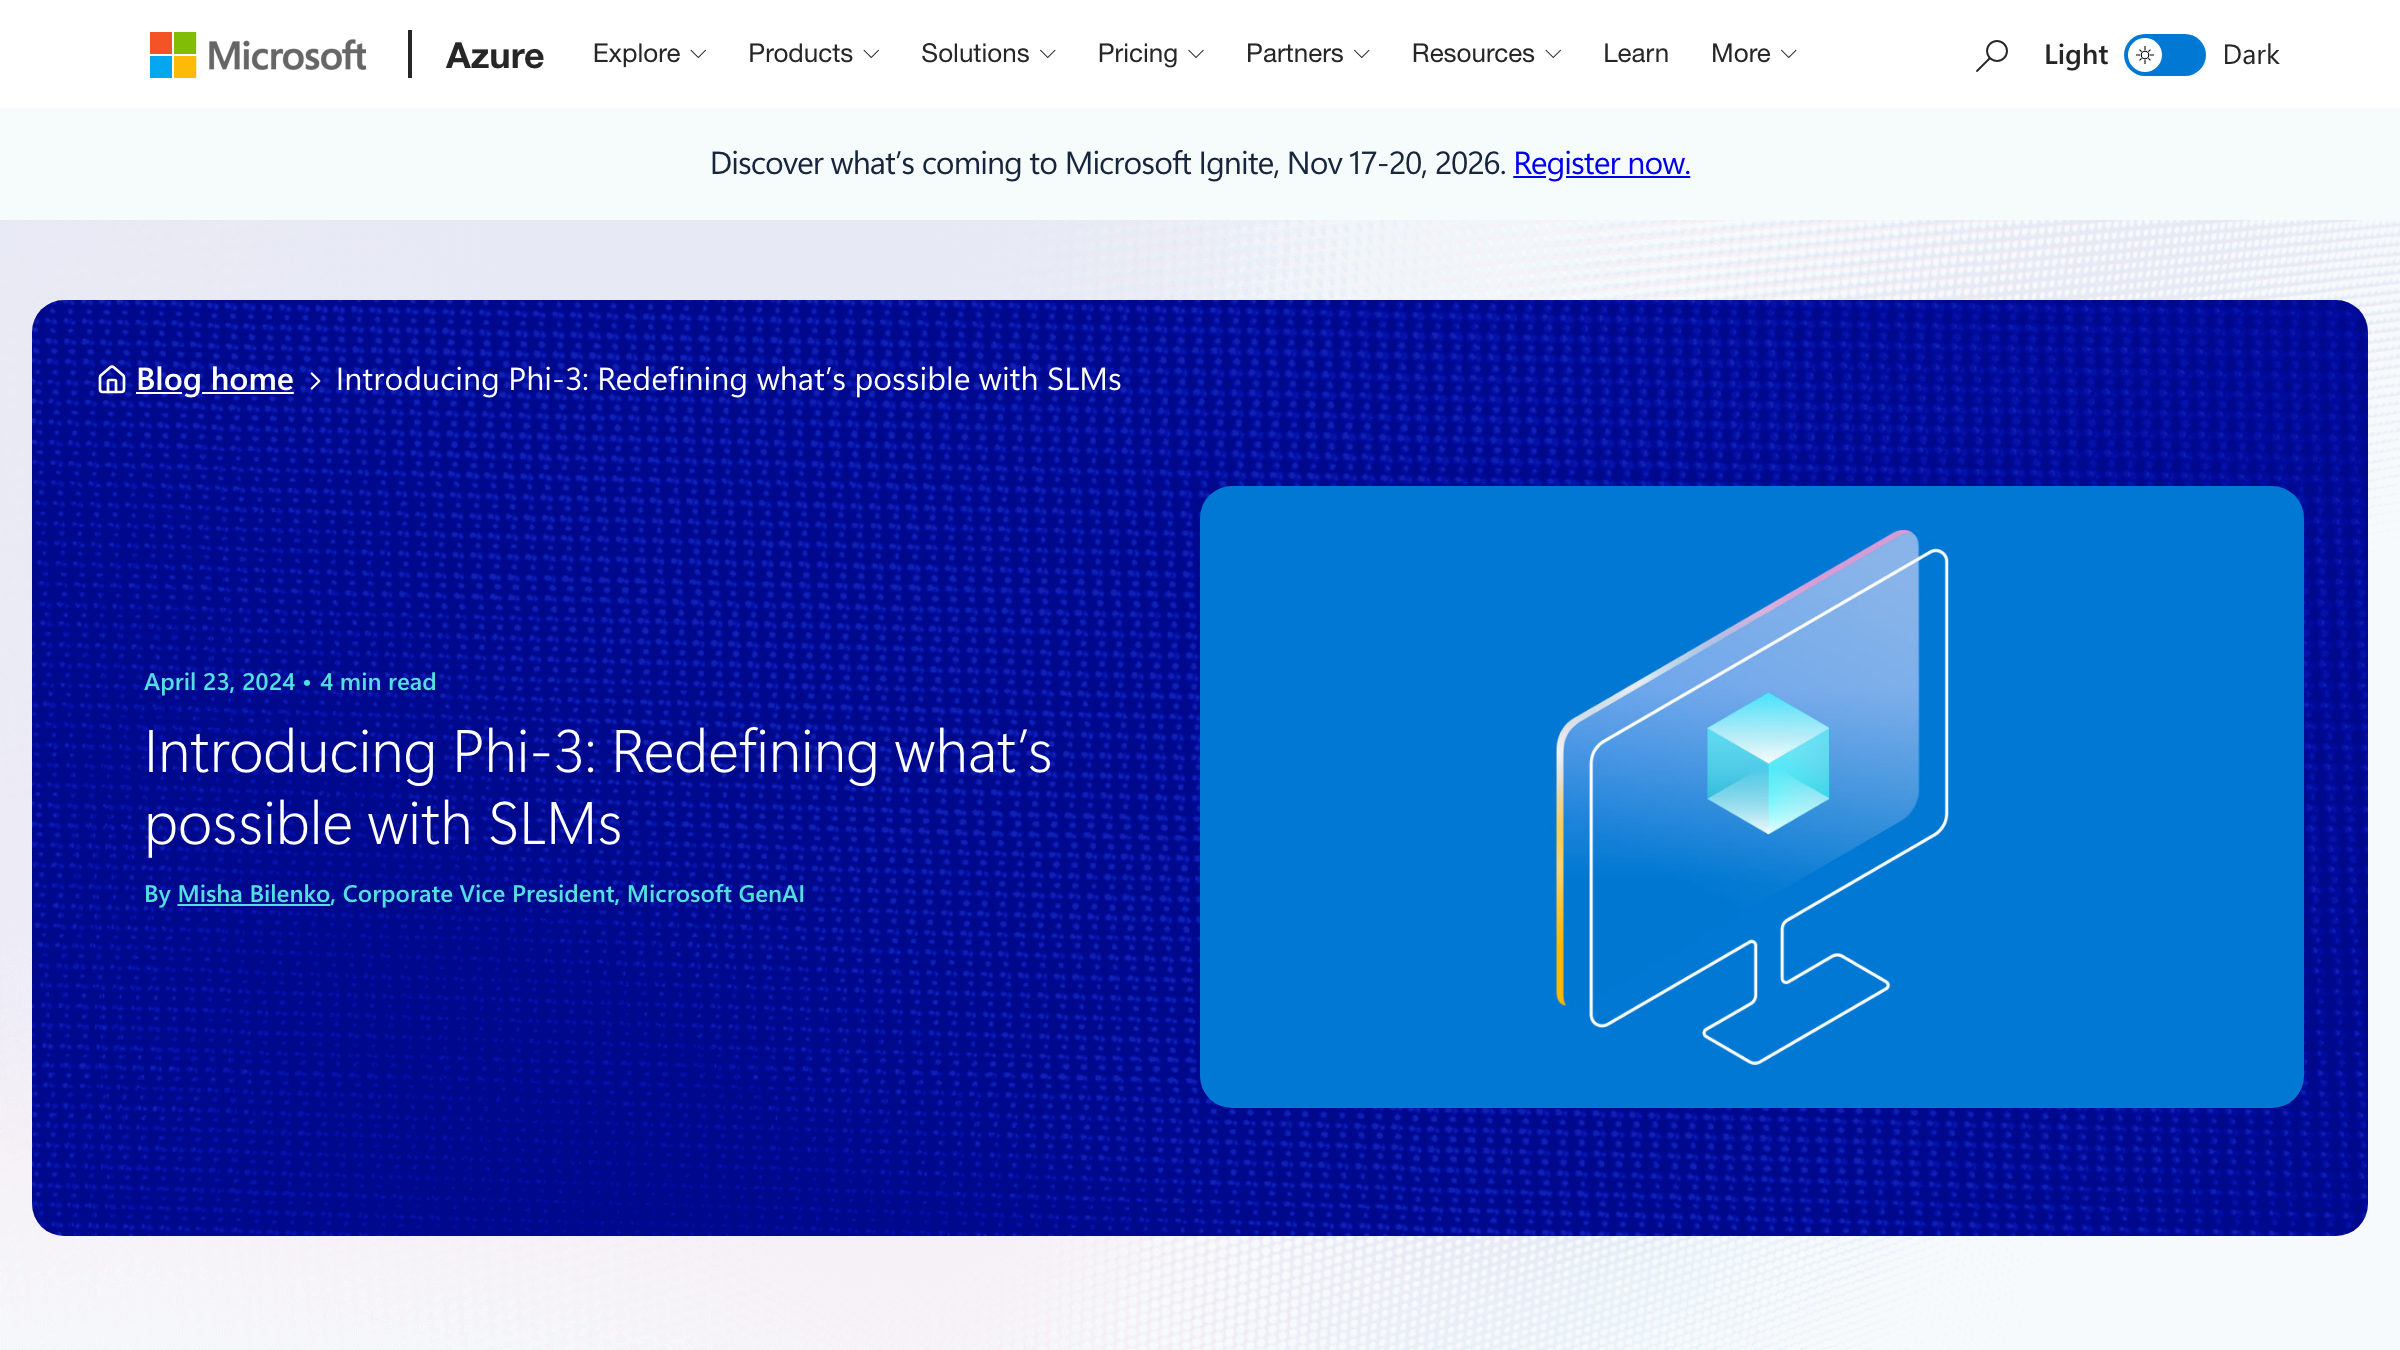 Microsoft Azure Explore Products Solutions Pricing Partners Resources Learn More Light Dark
Discover what’s coming to Microsoft Ignite, Nov 17-20, 2026. Register now.
Blog home > Introducing Phi-3: Redefining what’s possible with SLMs
April 23, 2024 • 4 min read
Introducing Phi-3: Redefining what’s
possible with SLMs
By Misha Bilenko, Corporate Vice President, Microsoft GenAI